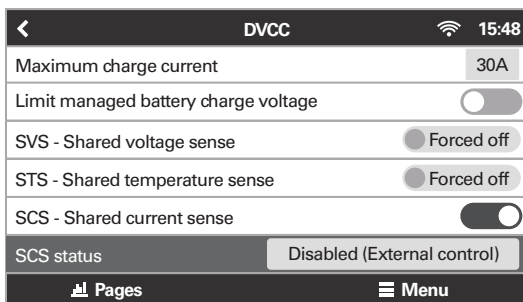 DVCC 15:48
Maximum charge current 30A
Limit managed battery charge voltage
SVS - Shared voltage sense Forced off
STS - Shared temperature sense Forced off
SCS - Shared current sense
SCS status Disabled (External control)
Pages Menu